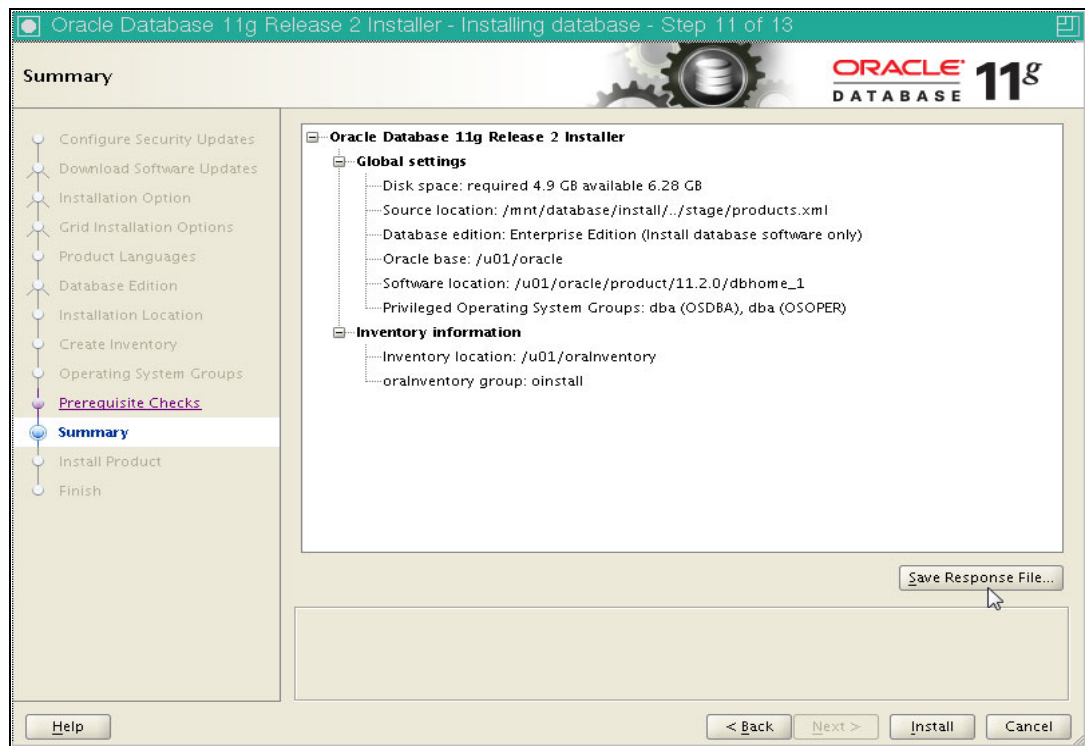 Oracle Database 11g Release 2 Installer - Installing database - Step 11 of 13
Summary
ORACLE 11g
DATABASE
Configure Security Updates
Download Software Updates
Installation Option
Grid Installation Options
Product Languages
Database Edition
Installation Location
Create Inventory
Operating System Groups
Prerequisite Checks
Summary
Install Product
Finish
Oracle Database 11g Release 2 Installer
Global settings
Disk space: required 4.9 GB available 6.28 GB
Source location: /mnt/database/install/../stage/products.xml
Database edition: Enterprise Edition (Install database software only)
Oracle base: /u01/oracle
Software location: /u01/oracle/product/11.2.0/dbhome_1
Privileged Operating System Groups: dba (OSDBA), dba (OSOPER)
Inventory information
Inventory location: /u01/oraInventory
oraInventory group: oinstall
Save Response File...
Help
< Back
Next >
Install
Cancel